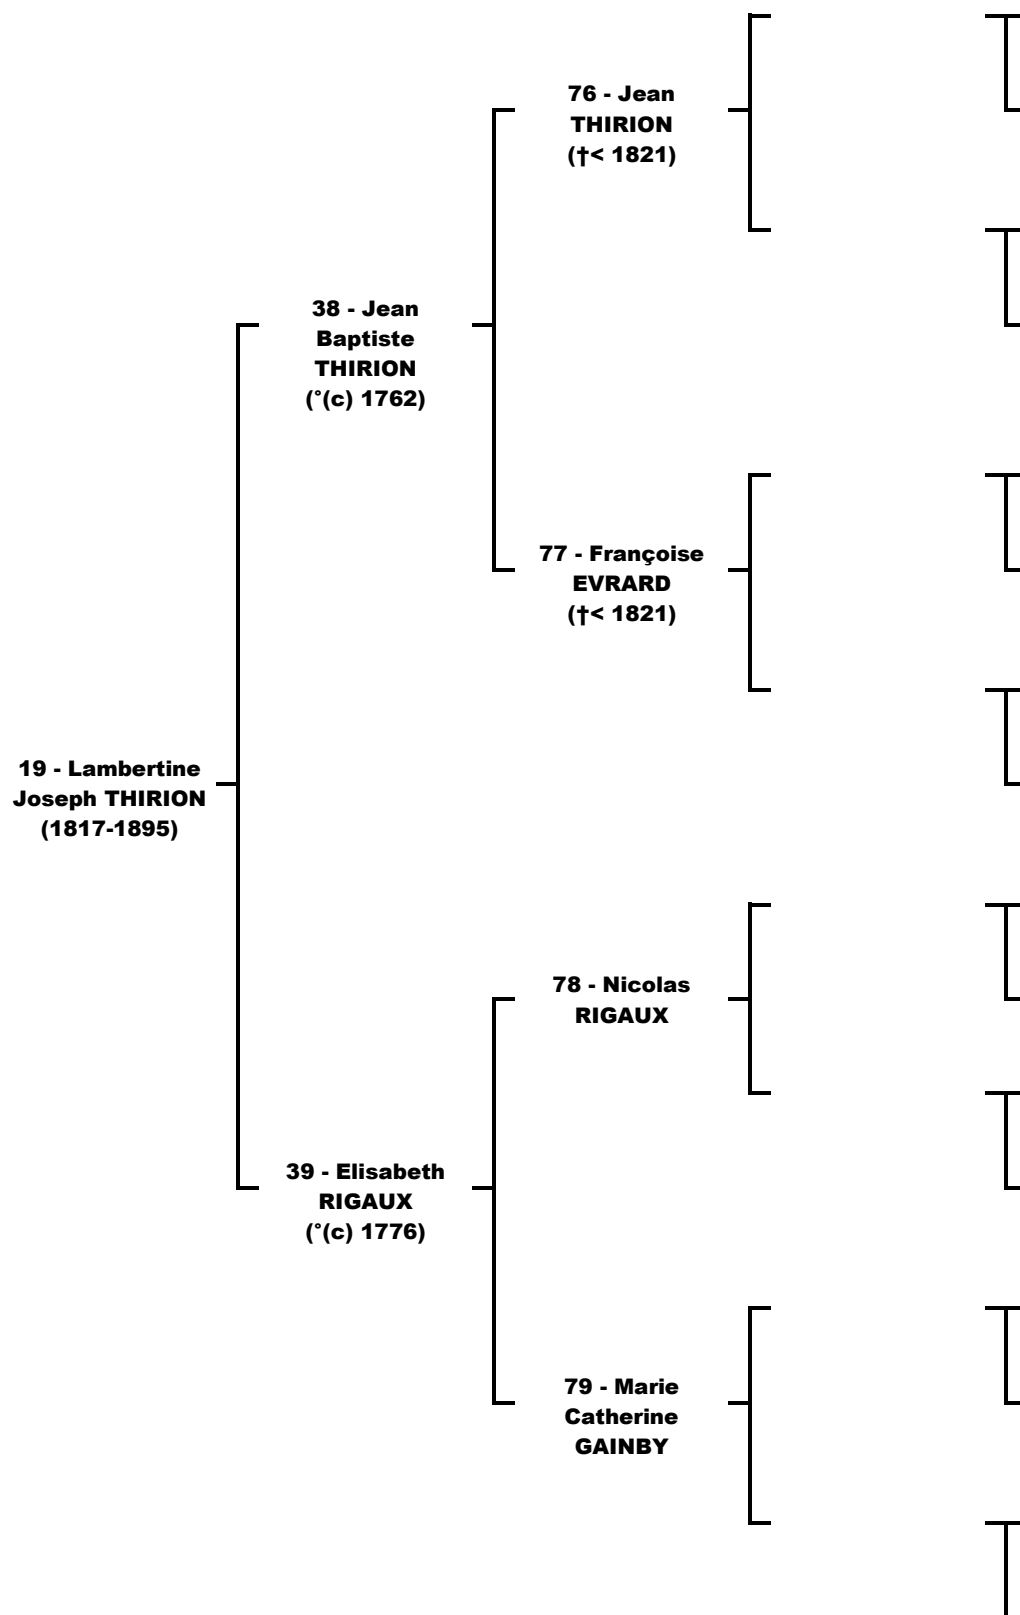 76 - Jean
THIRION
(†< 1821)
38 - Jean
Baptiste
THIRION
(°(c) 1762)
77 - Françoise
EVRARD
(†< 1821)
19 - Lambertine
Joseph THIRION
(1817-1895)
78 - Nicolas
RIGAUX
39 - Elisabeth
RIGAUX
(°(c) 1776)
79 - Marie
Catherine
GAINBY